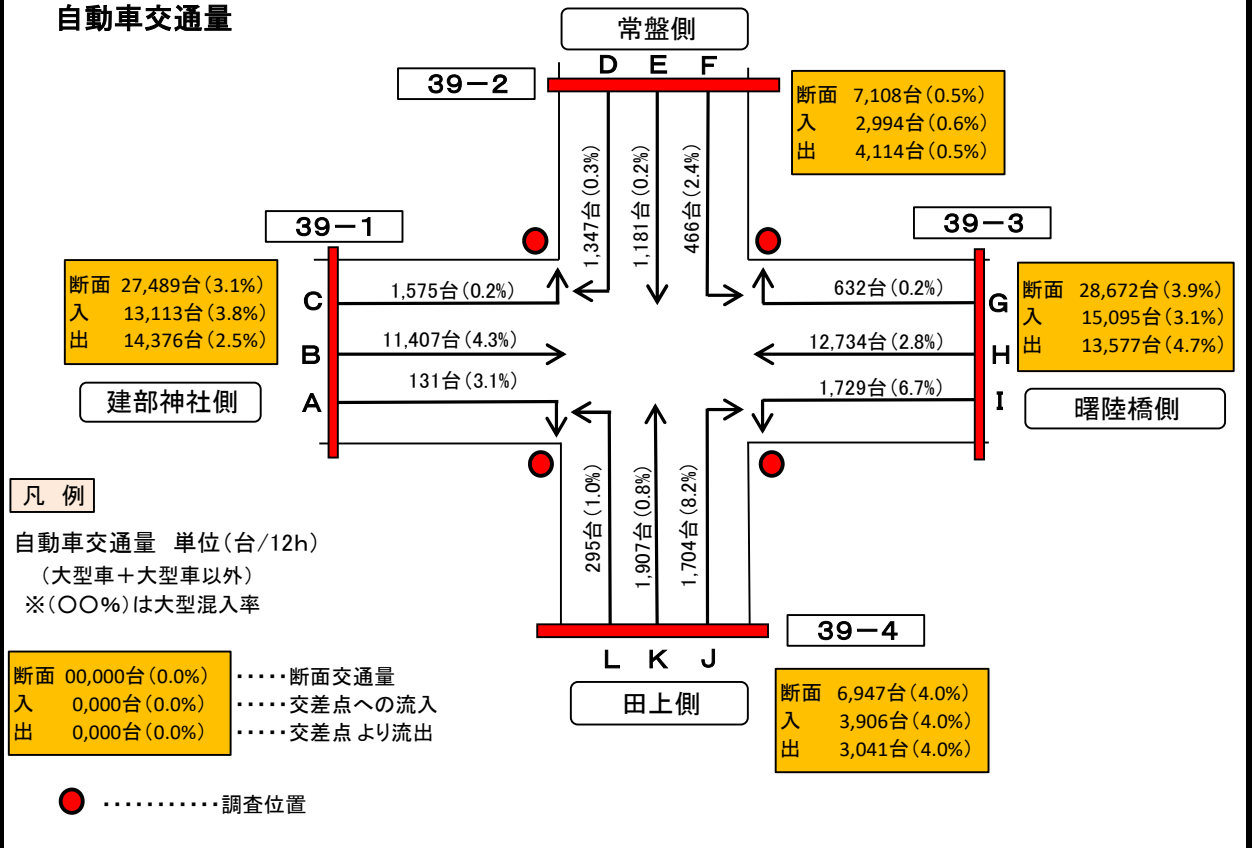 自動車交通量
常盤側
39－2
D E F
断面 7,108台（0.5%）
入 2,994台（0.6%）
出 4,114台（0.5%）
1,347台（0.3%）
1,181台（0.2%）
466台（2.4%）
39－1
断面 27,489台（3.1%）
入 13,113台（3.8%）
出 14,376台（2.5%）
建部神社側
C
1,575台（0.2%）
B
11,407台（4.3%）
A
131台（3.1%）
39－3
632台（0.2%）
G
12,734台（2.8%）
H
1,729台（6.7%）
I
断面 28,672台（3.9%）
入 15,095台（3.1%）
出 13,577台（4.7%）
曙陸橋側
295台（1.0%）
1,907台（0.8%）
1,704台（8.2%）
39－4
L K J
田上側
断面 6,947台（4.0%）
入 3,906台（4.0%）
出 3,041台（4.0%）
凡 例
自動車交通量 単位（台/12h）
（大型車＋大型車以外）
※（〇〇%）は大型混入率
断面 00,000台（0.0%） ‥‥‥断面交通量
入 0,000台（0.0%） ‥‥‥交差点への流入
出 0,000台（0.0%） ‥‥‥交差点より流出
‥‥‥‥‥‥調査位置